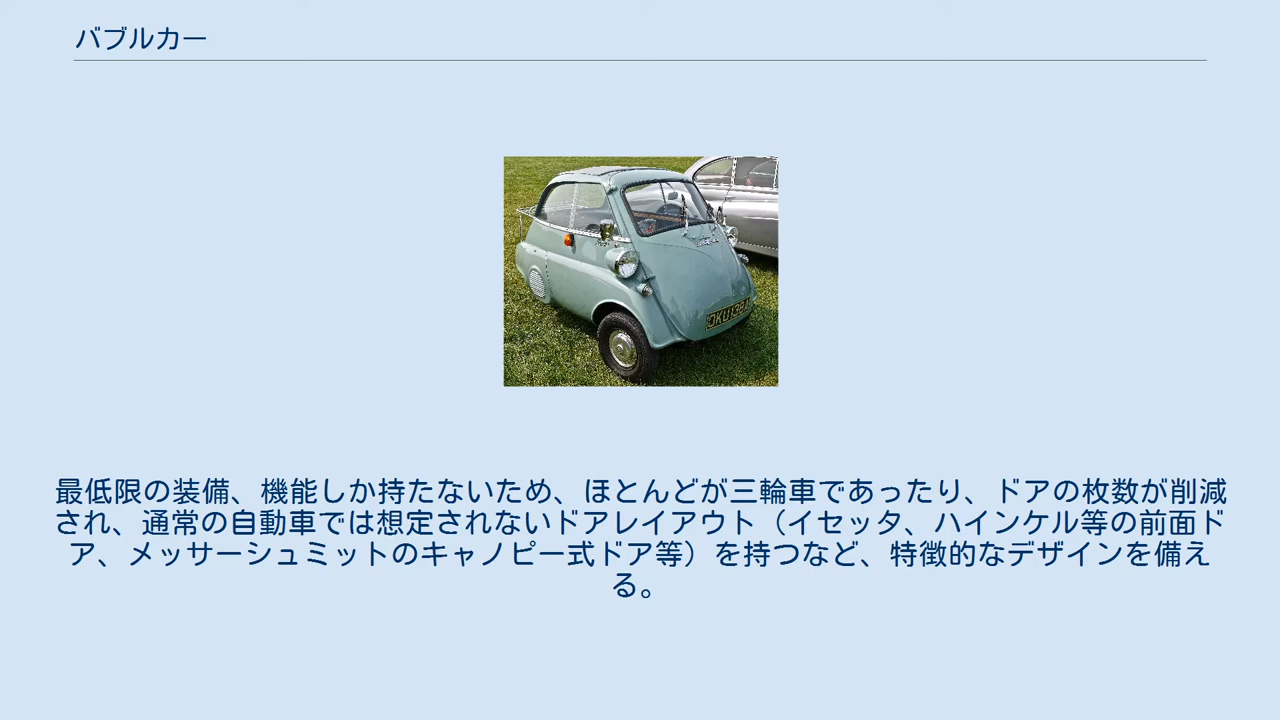 バブルカー
最低限の装備、機能しか持たないため、ほとんどが三輪車であったり、ドアの枚数が削減
され、通常の自動車では想定されないドアレイアウト（イセッタ、ハインケル等の前面ド
ア、メッサーシュミットのキャノピー式ドア等）を持つなど、特徴的なデザインを備え
る。